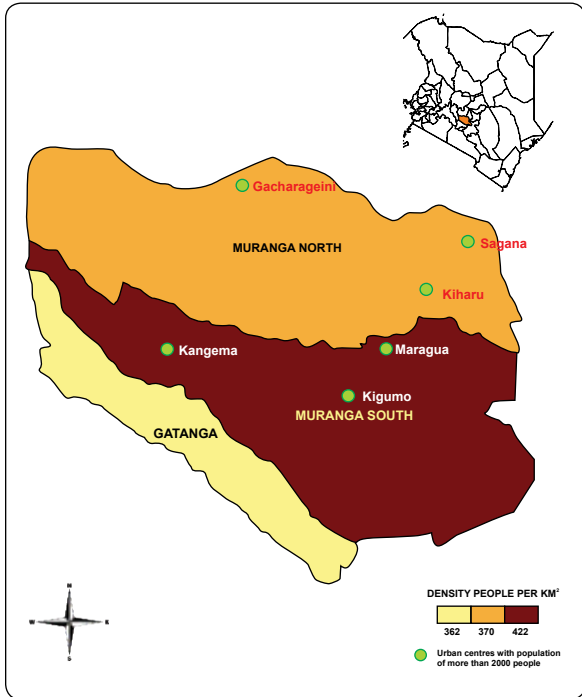 Gacharageini
Sagana
MURANGA NORTH
Kiharu
Kangema
Maragua
Kigumo
MURANGA SOUTH
GATANGA
N
W
E
S
DENSITY PEOPLE PER KM²
362 370 422
Urban centres with population
of more than 2000 people